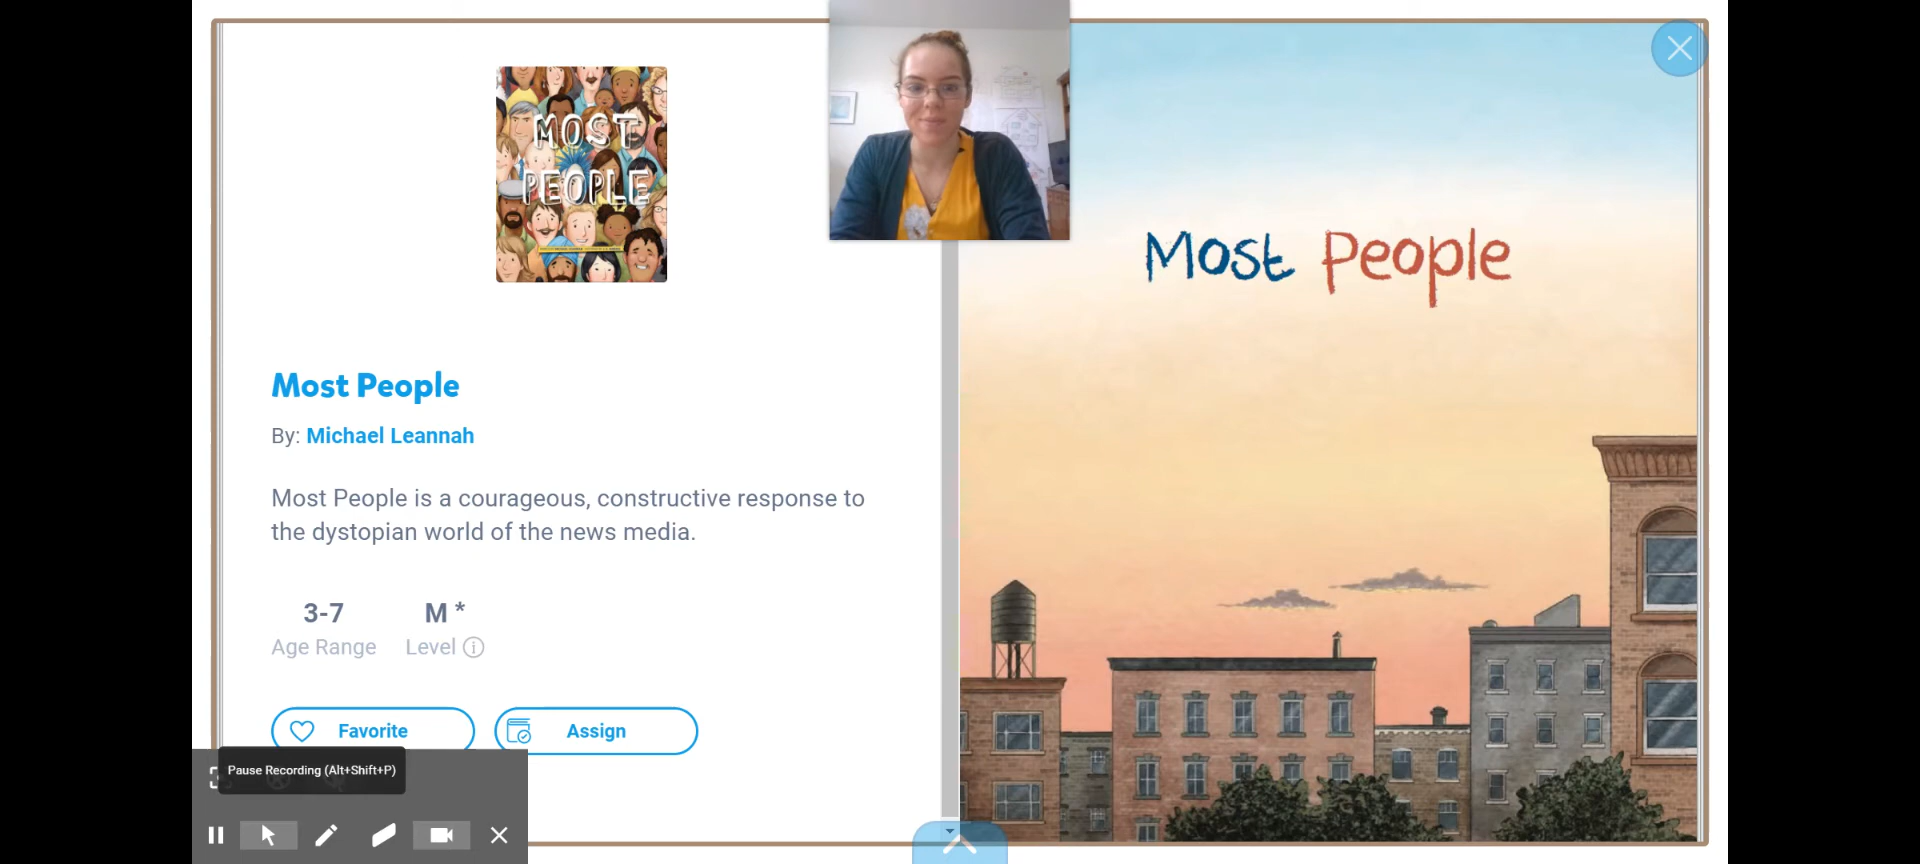 MOST
PEOPLE
Most People
Most People
By: Michael Leannah
Most People is a courageous, constructive response to
the dystopian world of the news media.
3-7 M *
Age Range Level i
Favorite Assign
Pause Recording (Alt+Shift+P)